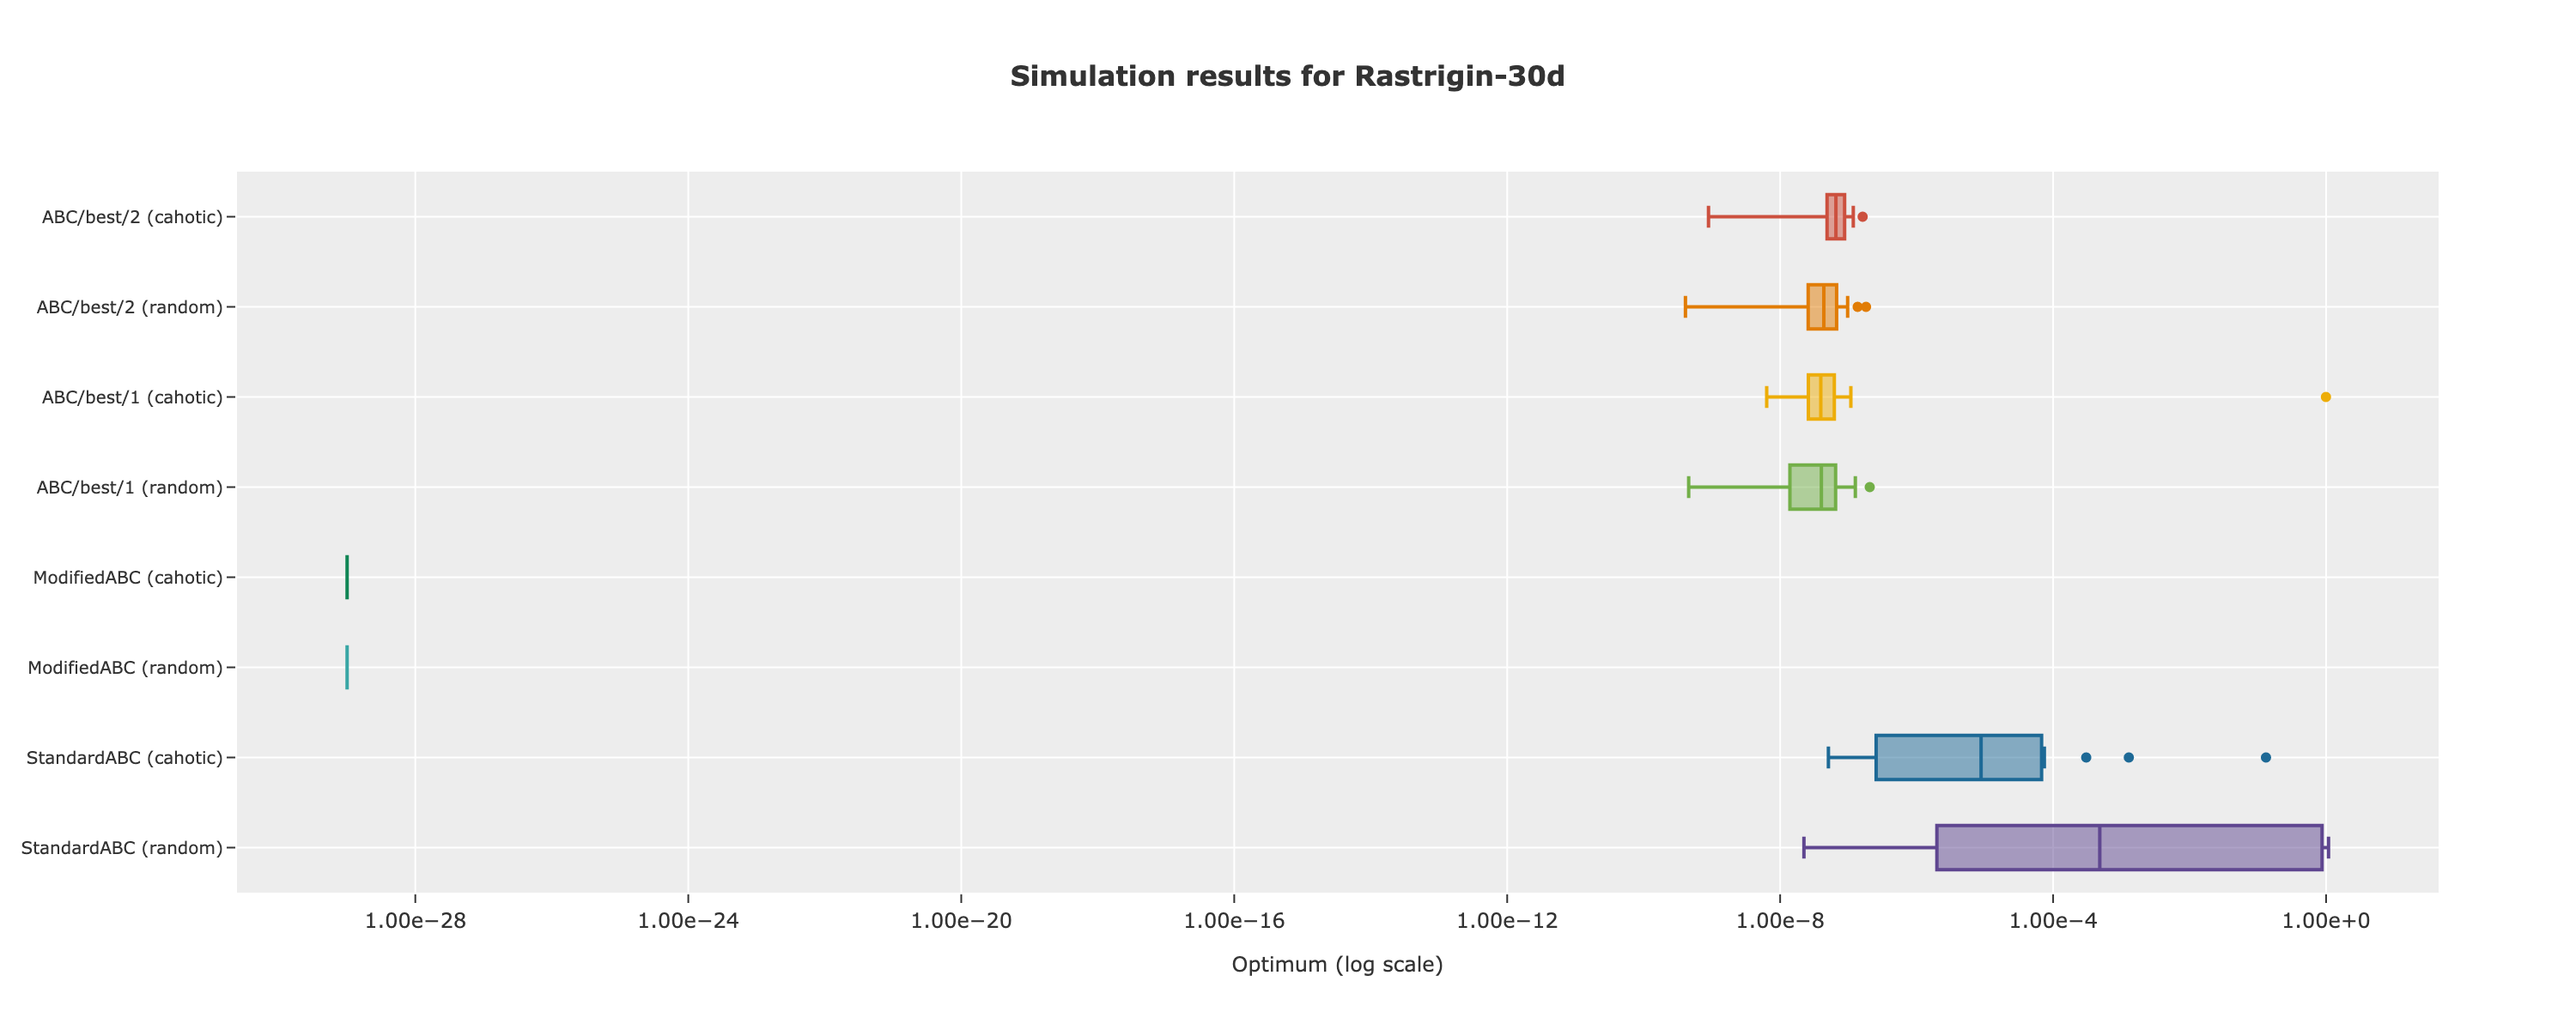 Simulation results for Rastrigin-30d
ABC/best/2 (cahotic)
ABC/best/2 (random)
ABC/best/1 (cahotic)
ABC/best/1 (random)
ModifiedABC (cahotic)
ModifiedABC (random)
StandardABC (cahotic)
StandardABC (random)
1.00e−28 1.00e−24 1.00e−20 1.00e−16 1.00e−12 1.00e−8 1.00e−4 1.00e+0
Optimum (log scale)